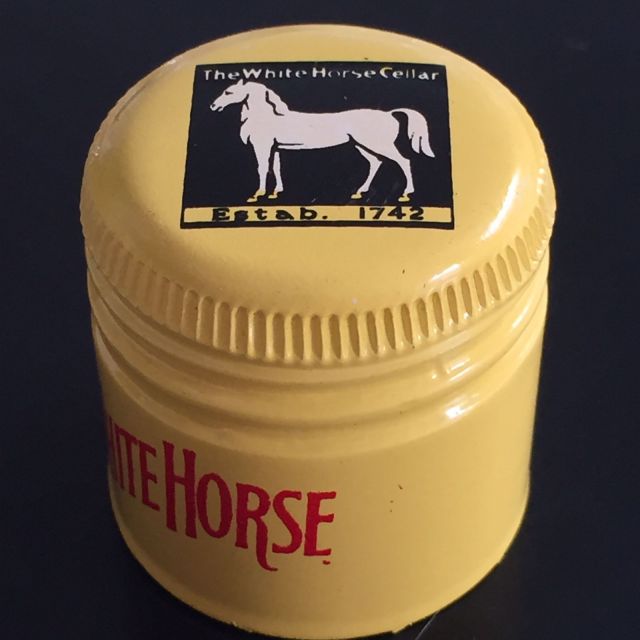 The White Horse Cellar
Estab. 1742
HITE HORSE